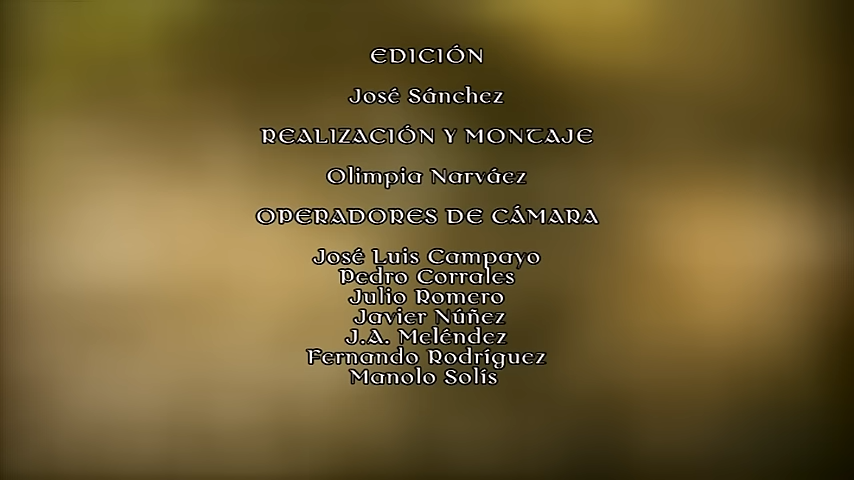 EDICIÓN
José Sánchez
REALIZACIÓN Y MONTAJE
Olimpia Narváez
OPERADORES DE CÁMARA
José Luis Campayo
Pedro Corrales
Julio Romero
Javier Núñez
J.A. Meléndez
Fernando Rodríguez
Manolo Solís